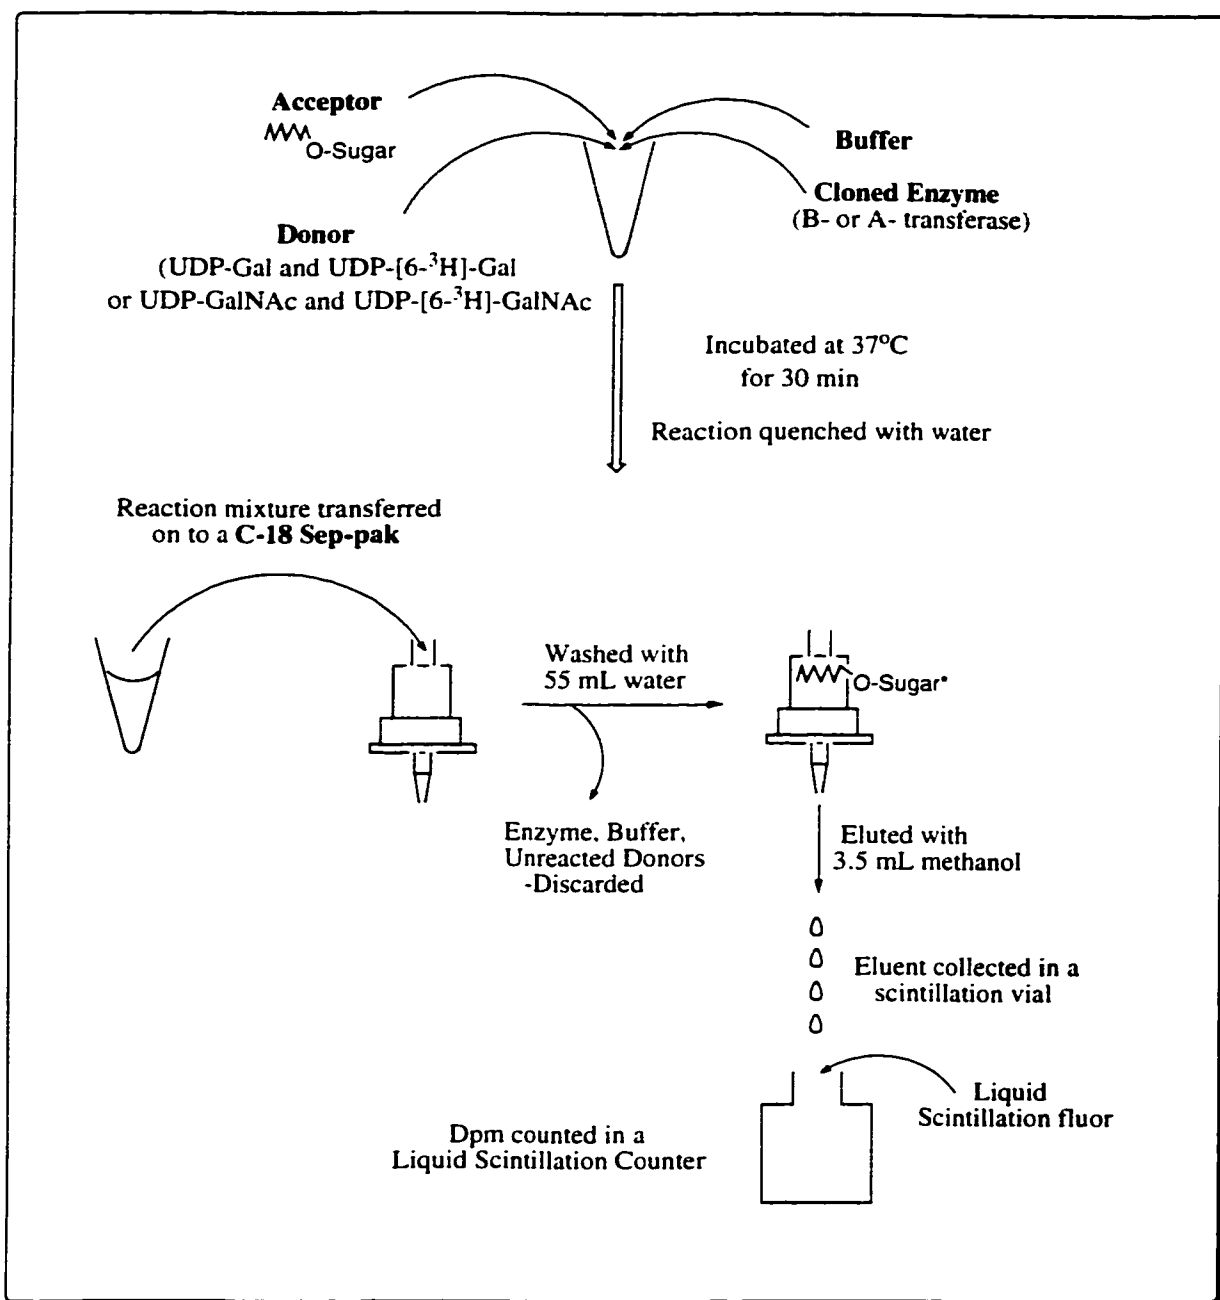 Acceptor
O-Sugar
Buffer
Cloned Enzyme
(B- or A- transferase)
Donor
(UDP-Gal and UDP-[6-³H]-Gal
or UDP-GalNAc and UDP-[6-³H]-GalNAc
Incubated at 37°C
for 30 min
Reaction quenched with water
Reaction mixture transferred
on to a C-18 Sep-pak
Washed with
55 mL water
O-Sugar*
Enzyme, Buffer,
Unreacted Donors
-Discarded
Eluted with
3.5 mL methanol
Eluent collected in a
scintillation vial
Liquid
Scintillation fluor
Dpm counted in a
Liquid Scintillation Counter